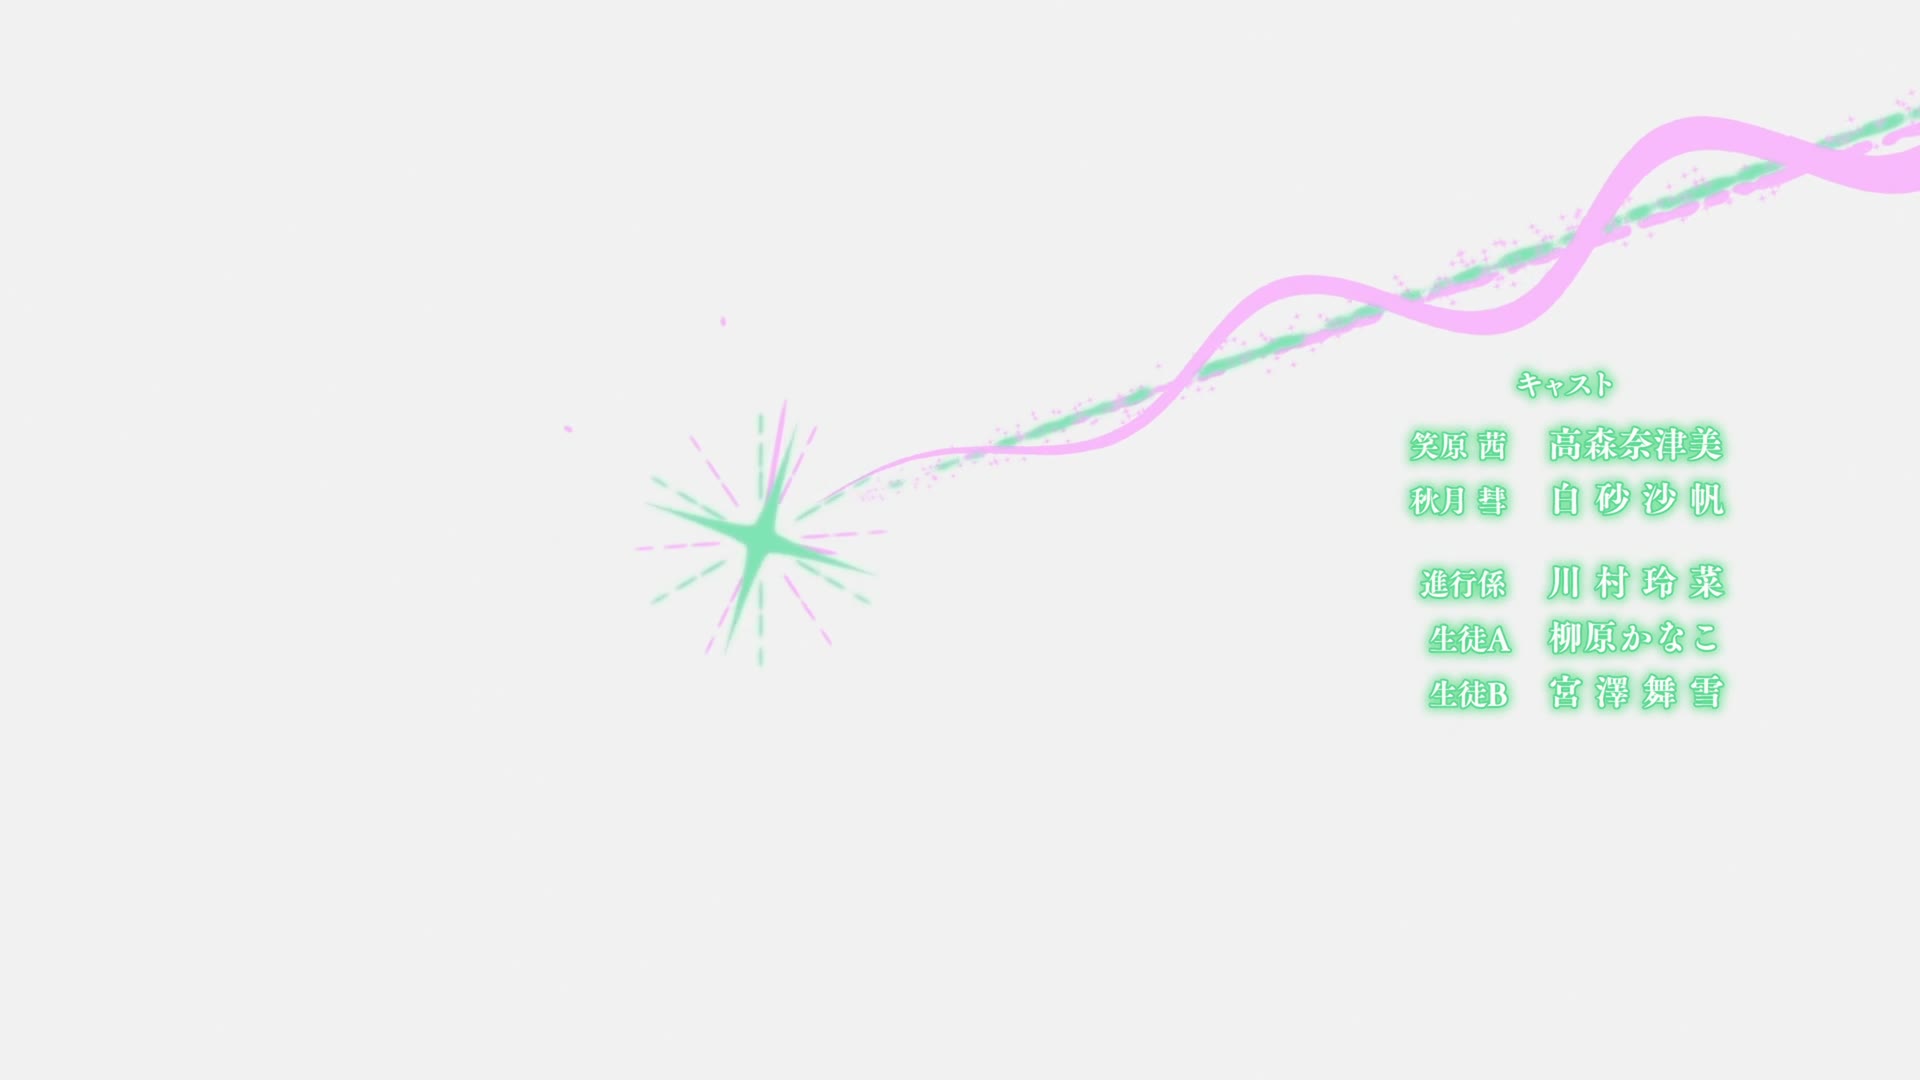 キャスト
笑原 茜 高森奈津美
秋月 彗 白砂沙帆
進行係 川村玲菜
生徒A 柳原かなこ
生徒B 宮澤舞雪